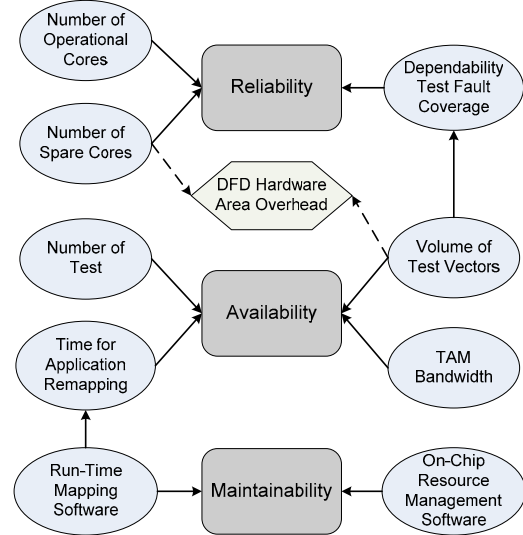 Number of
Operational
Cores
Reliability
Dependability
Test Fault
Coverage
Number of
Spare Cores
DFD Hardware
Area Overhead
Number of
Test
Volume of
Test Vectors
Availability
Time for
Application
Remapping
TAM
Bandwidth
Run-Time
Mapping
Software
Maintainability
On-Chip
Resource
Management
Software